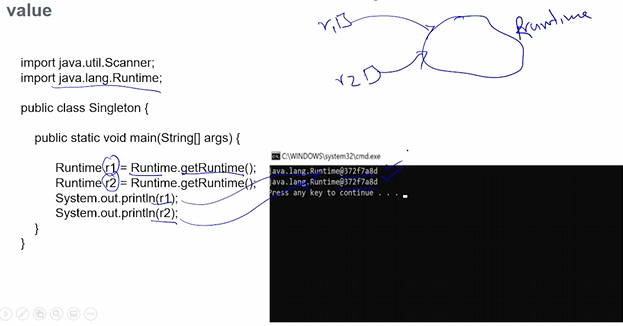 value
r1
Runtime
r2
import java.util.Scanner;
import java.lang.Runtime;
public class Singleton {
public static void main(String[] args) {
Runtime r1 = Runtime.getRuntime();
Runtime r2 = Runtime.getRuntime();
System.out.println(r1);
System.out.println(r2);
}
}
C:\WINDOWS\system32\cmd.exe
java.lang.Runtime@372f7a8d
java.lang.Runtime@372f7a8d
Press any key to continue . . .